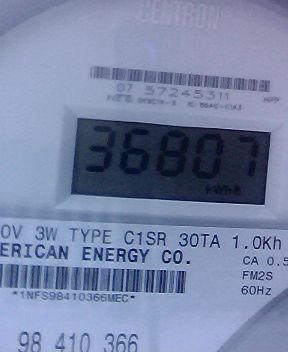 CENTRON
07 57245311
36807
kWh
0V 3W TYPE C1SR 30TA 1.0Kh
ERICAN ENERGY CO.
CA 0.5
FM2S
*1NFS98410366MEC*
60Hz
98 410 366